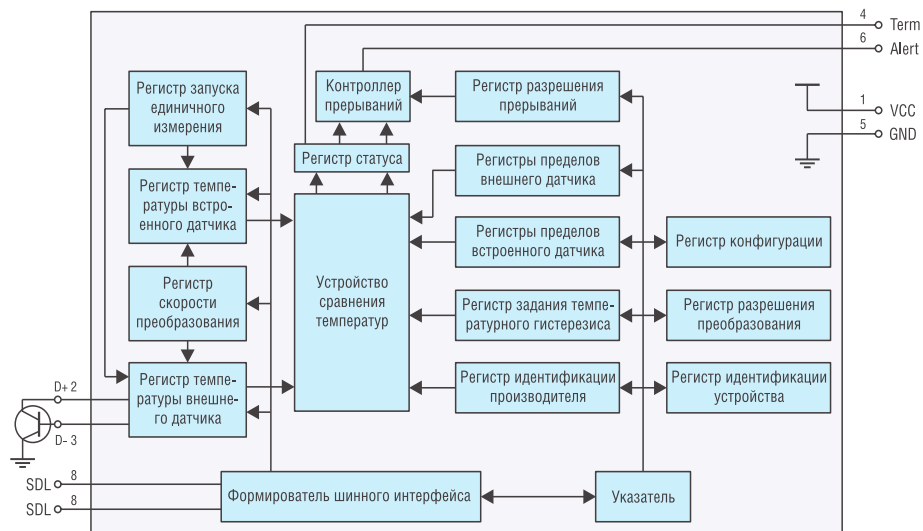 4
Term
6
Alert
1
VCC
5
GND
Регистр запуска
единичного
измерения
Контроллер
прерываний
Регистр разрешения
прерываний
Регистр статуса
Регистр темпе-
ратуры встро-
енного датчика
Регистры пределов
внешнего датчика
Регистры пределов
встроенного датчика
Регистр конфигурации
Регистр
скорости
преобразования
Устройство
сравнения
температур
Регистр задания темпе-
ратурного гистерезиса
Регистр разрешения
преобразования
Регистр темпе-
ратуры внешне-
го датчика
Регистр идентификации
производителя
Регистр идентификации
устройства
D+ 2
D- 3
SDL
8
SDL
8
Формирователь шинного интерфейса
Указатель